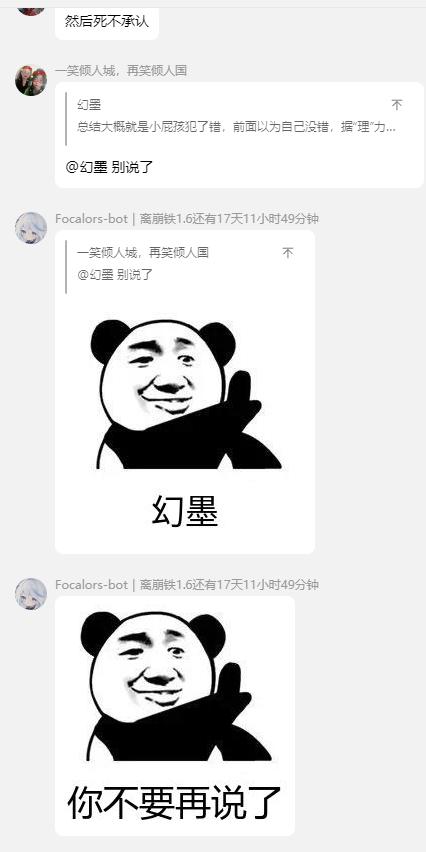 然后死不承认
一笑倾人城，再笑倾人国
幻墨
总结大概就是小屁孩犯了错，前面以为自己没错，据“理”力...
@幻墨 别说了
Focalors-bot | 离崩铁1.6还有17天11小时49分钟
一笑倾人城，再笑倾人国
@幻墨 别说了
幻墨
Focalors-bot | 离崩铁1.6还有17天11小时49分钟
你不要再说了